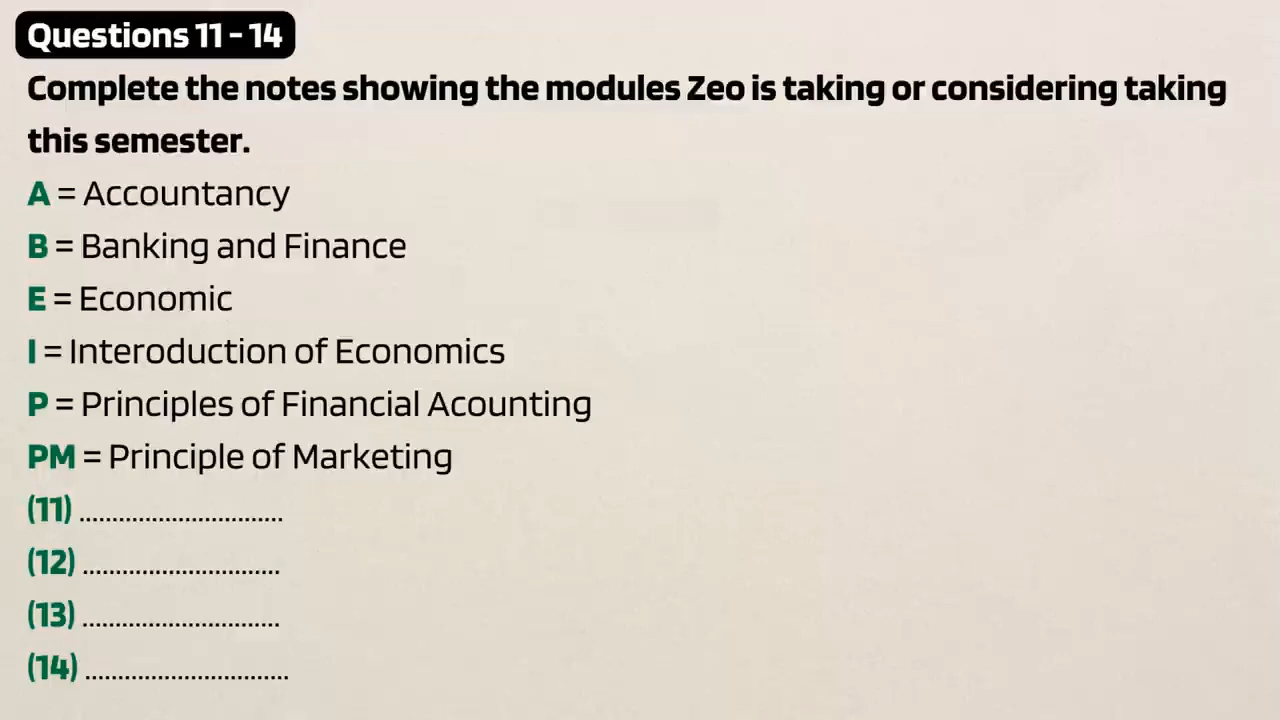 Questions 11 - 14
Complete the notes showing the modules Zeo is taking or considering taking
this semester.
A = Accountancy
B = Banking and Finance
E = Economic
I = Interoduction of Economics
P = Principles of Financial Acounting
PM = Principle of Marketing
(11) ...............................
(12) ..............................
(13) ..............................
(14) ...............................